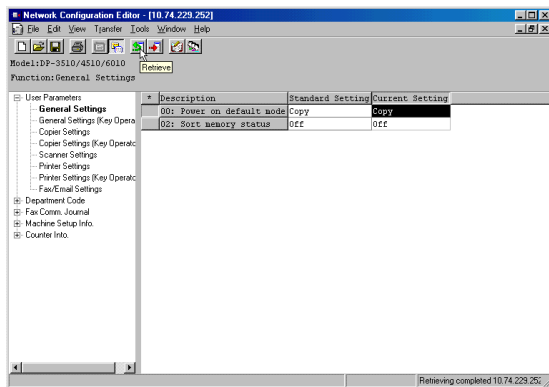 Network Configuration Editor - [10.74.229.252]
File Edit View Transfer Tools Window Help
Model:DP-3510/4510/6010
Retrieve
Function:General Settings
User Parameters
General Settings
General Settings (Key Opera
Copier Settings
Copier Settings (Key Operatc
Scanner Settings
Printer Settings
Printer Settings (Key Operatc
Fax/Email Settings
Department Code
Fax Comm. Journal
Machine Setup Info.
Counter Into.
* Description Standard Setting Current Setting
00: Power on default mode Copy Copy
02: Sort memory status Off Off
Retrieving completed 10.74.229.252